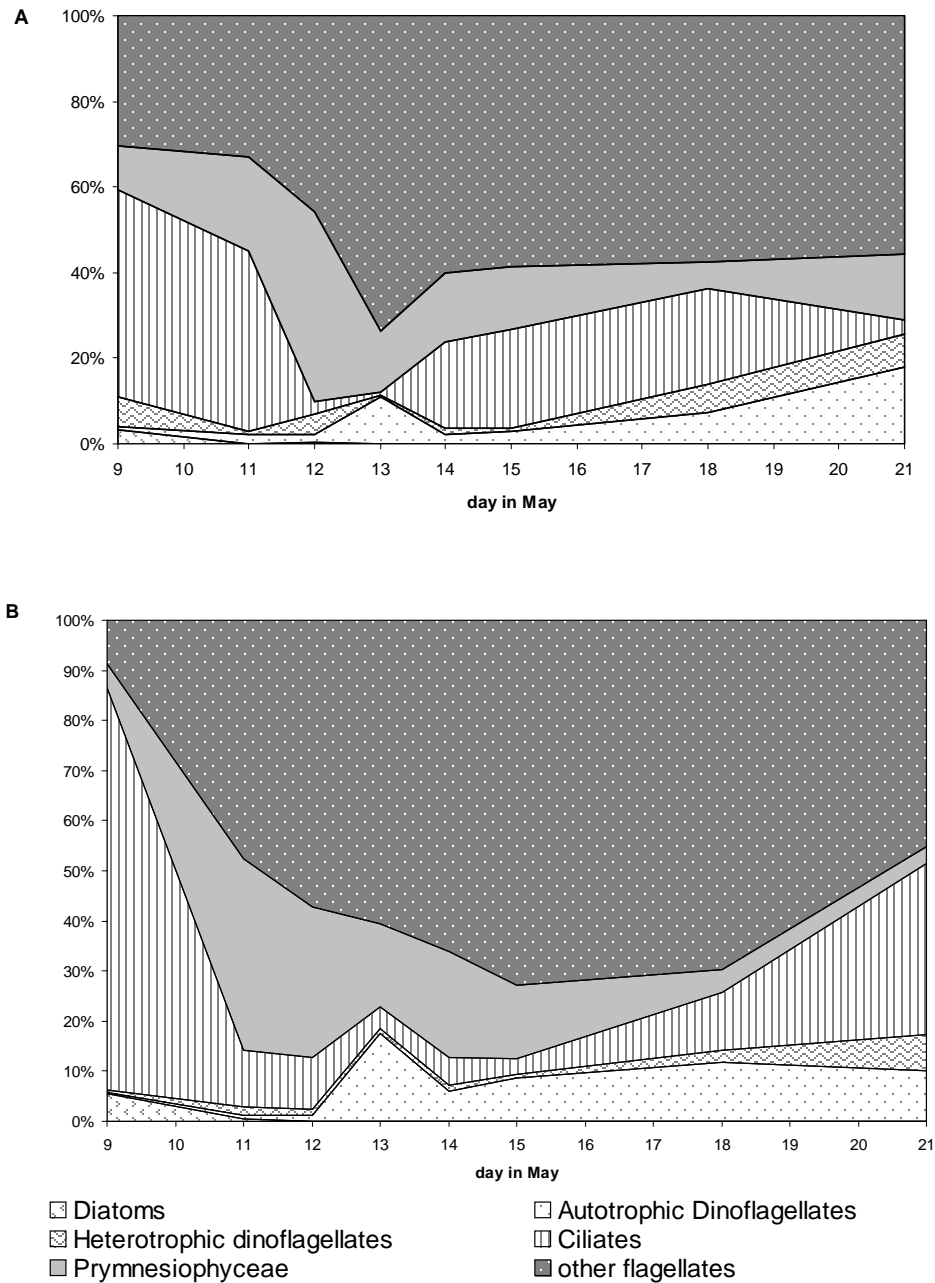 A
100%
80%
60%
40%
20%
0%
9 10 11 12 13 14 15 16 17 18 19 20 21
day in May
B
100%
90%
80%
70%
60%
50%
40%
30%
20%
10%
0%
9 10 11 12 13 14 15 16 17 18 19 20 21
day in May
Diatoms Autotrophic Dinoflagellates
Heterotrophic dinoflagellates Ciliates
Prymnesiophyceae other flagellates